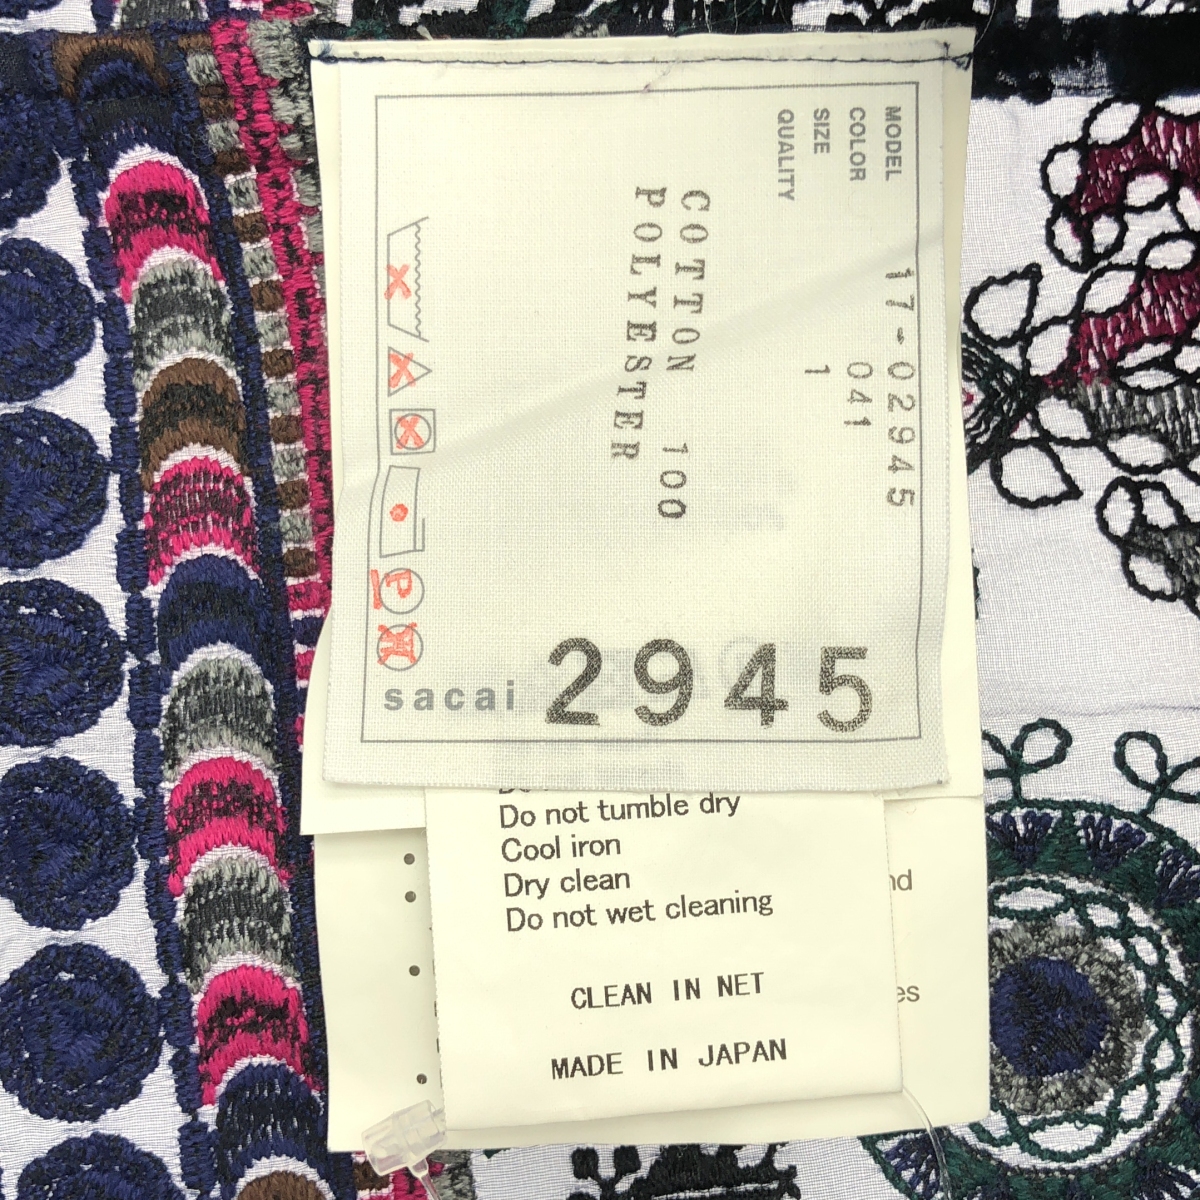 MODEL 17-02945
COLOR 041
SIZE 1
QUALITY
COTTON 100
POLYESTER
P
sacai 2945
Do not tumble dry
Cool iron
Dry clean
Do not wet cleaning
CLEAN IN NET
MADE IN JAPAN